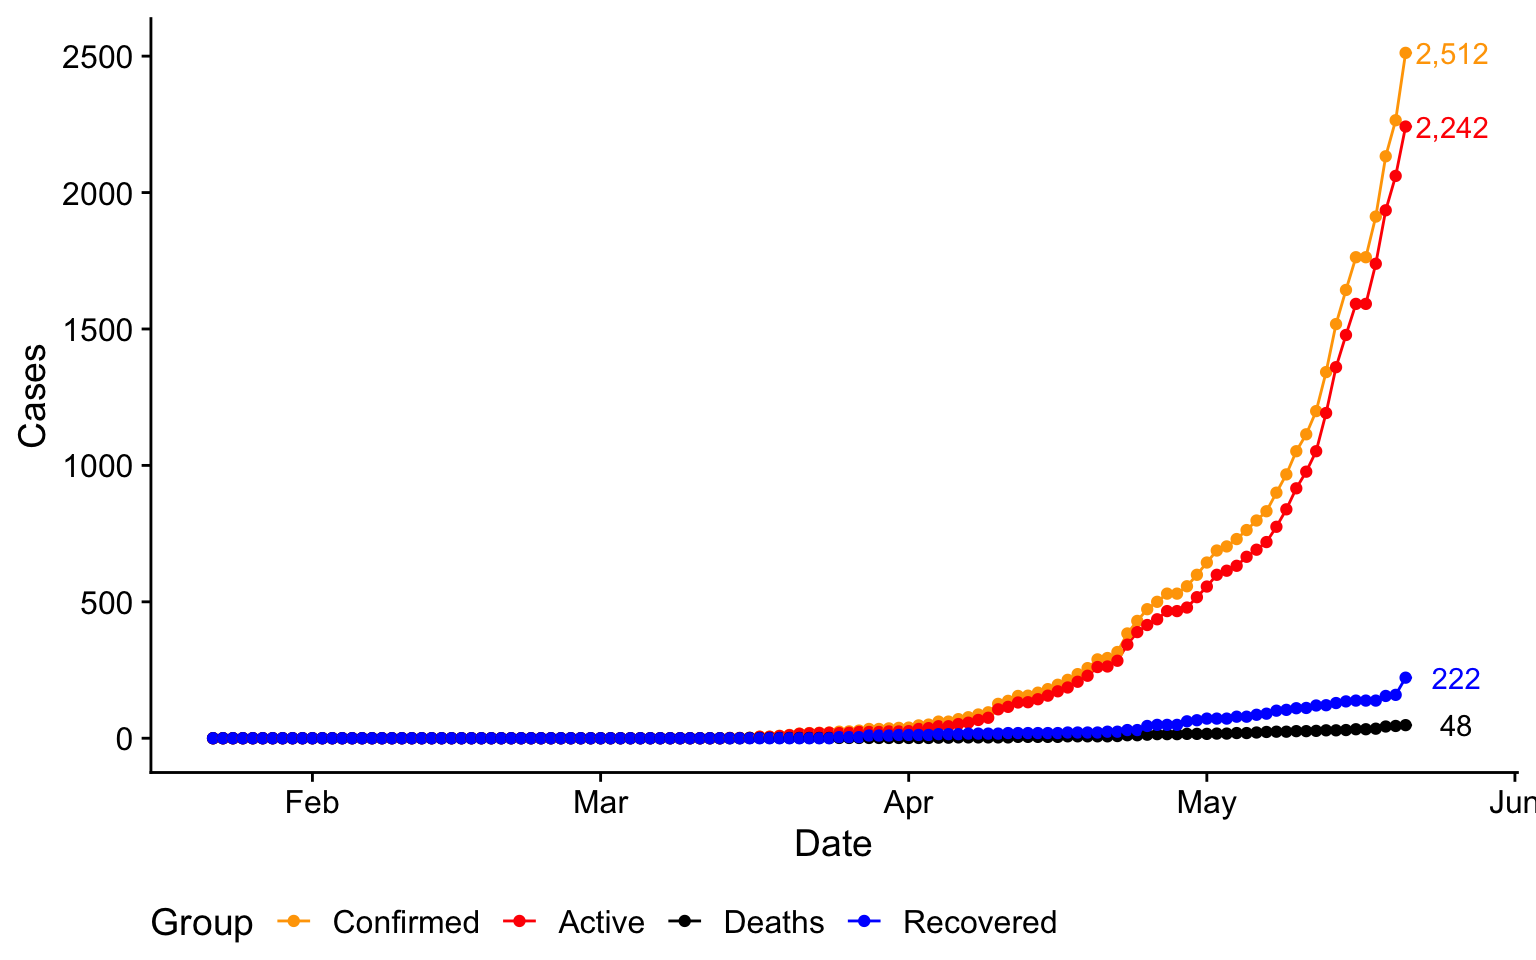 2500
2000
1500
1000
500
0
Cases
2,512
2,242
222
48
Feb Mar Apr May Jun
Date
Group Confirmed Active Deaths Recovered